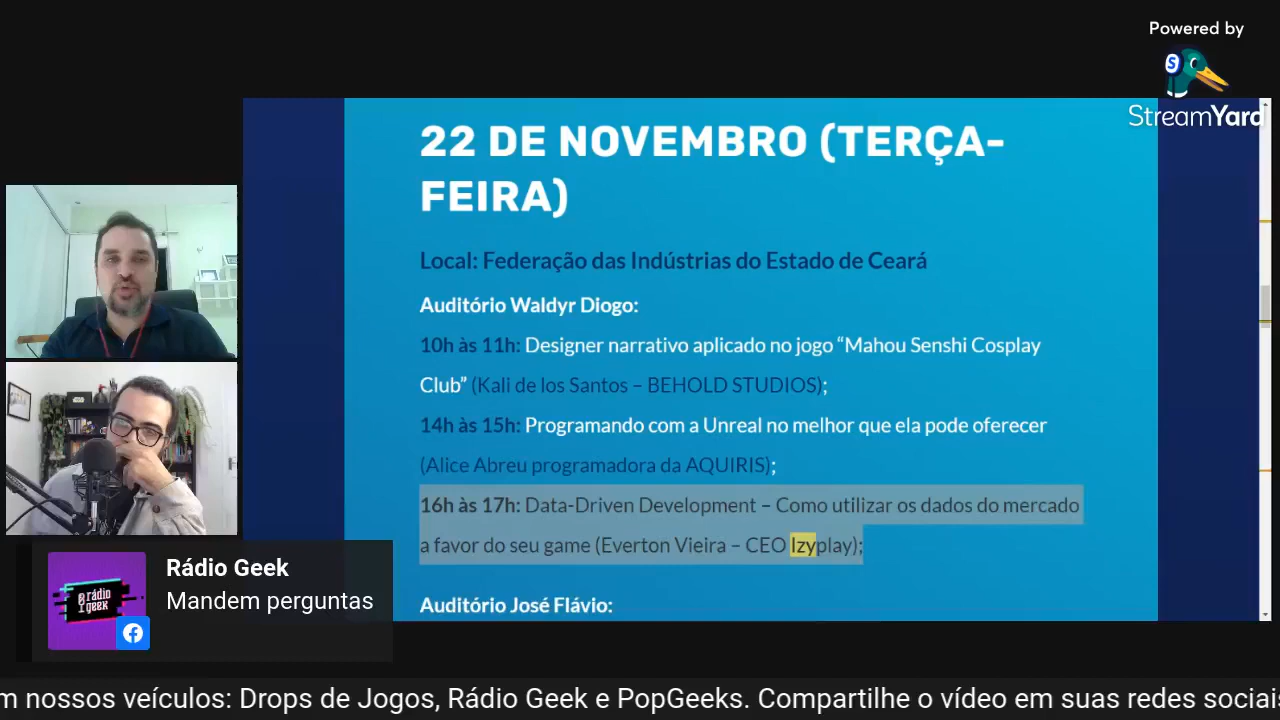 Powered by
StreamYard
22 DE NOVEMBRO (TERÇA-
FEIRA)
Local: Federação das Indústrias do Estado de Ceará
Auditório Waldyr Diogo:
10h às 11h: Designer narrativo aplicado no jogo “Mahou Senshi Cosplay
Club” (Kali de los Santos – BEHOLD STUDIOS);
14h às 15h: Programando com a Unreal no melhor que ela pode oferecer
(Alice Abreu programadora da AQUIRIS);
16h às 17h: Data-Driven Development – Como utilizar os dados do mercado
a favor do seu game (Everton Vieira – CEO Izyplay);
Auditório José Flávio:
rádio
geek
Rádio Geek
Mandem perguntas
m nossos veículos: Drops de Jogos, Rádio Geek e PopGeeks. Compartilhe o vídeo em suas redes sociais